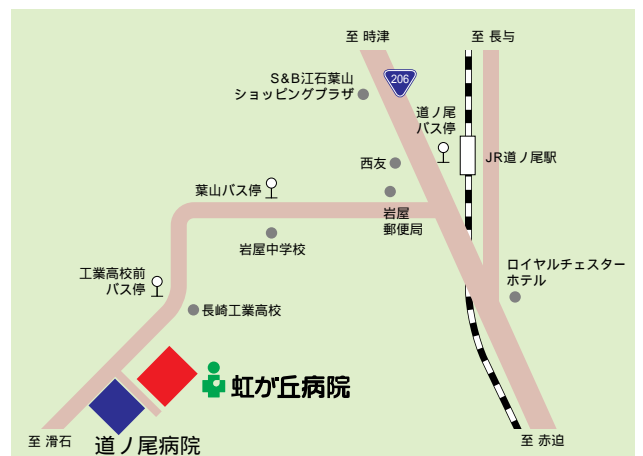 至 時津
至 長与
S&B江石葉山
ショッピングプラザ
206
道ノ尾
バス停
西友
JR道ノ尾駅
葉山バス停
岩屋
郵便局
岩屋中学校
ロイヤルチェスター
ホテル
工業高校前
バス停
長崎工業高校
虹が丘病院
至 滑石
道ノ尾病院
至 赤迫